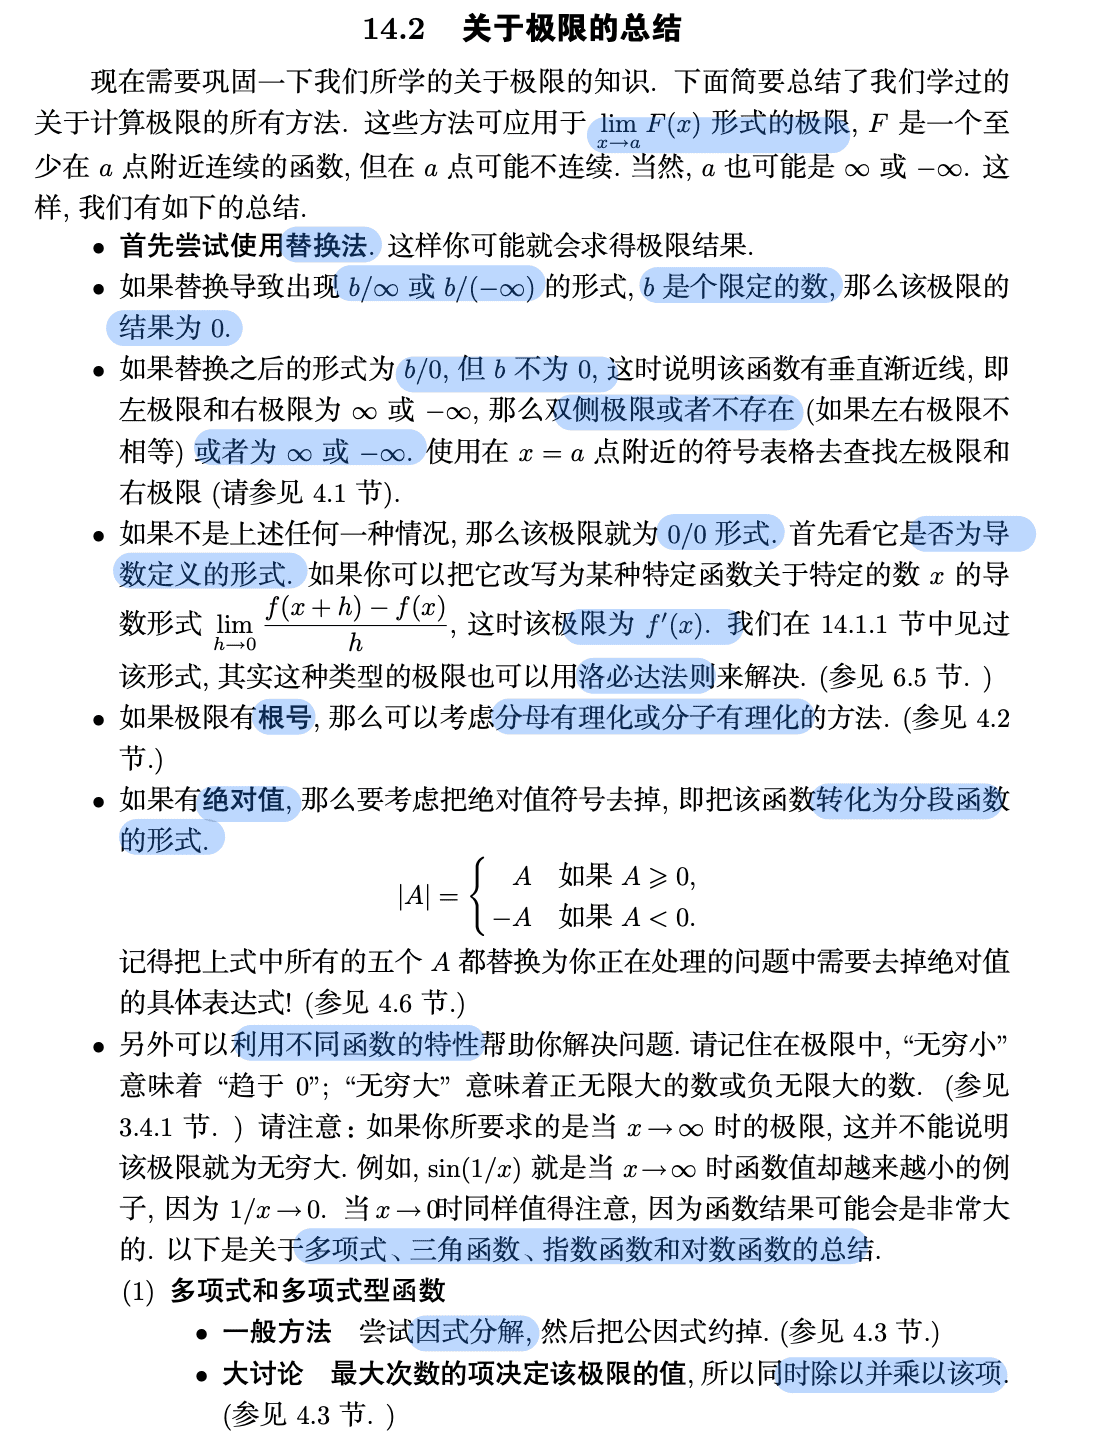 14.2 关于极限的总结
现在需要巩固一下我们所学的关于极限的知识. 下面简要总结了我们学过的
关于计算极限的所有方法. 这些方法可应用于 lim x→a F(x) 形式的极限, F 是一个至
少在 a 点附近连续的函数, 但在 a 点可能不连续. 当然, a 也可能是 ∞ 或 −∞. 这
样, 我们有如下的总结.
• 首先尝试使用替换法. 这样你可能就会求得极限结果.
• 如果替换导致出现 b/∞ 或 b/(−∞) 的形式, b 是个限定的数, 那么该极限的
结果为 0.
• 如果替换之后的形式为 b/0, 但 b 不为 0, 这时说明该函数有垂直渐近线, 即
左极限和右极限为 ∞ 或 −∞, 那么双侧极限或者不存在 (如果左右极限不
相等) 或者为 ∞ 或 −∞. 使用在 x = a 点附近的符号表格去查找左极限和
右极限 (请参见 4.1 节).
• 如果不是上述任何一种情况, 那么该极限就为 0/0 形式. 首先看它是否为导
数定义的形式. 如果你可以把它改写为某种特定函数关于特定的数 x 的导
数形式 lim h→0 (f(x + h) − f(x))/h, 这时该极限为 f′(x). 我们在 14.1.1 节中见过
该形式, 其实这种类型的极限也可以用洛必达法则来解决. (参见 6.5 节. )
• 如果极限有根号, 那么可以考虑分母有理化或分子有理化的方法. (参见 4.2
节.)
• 如果有绝对值, 那么要考虑把绝对值符号去掉, 即把该函数转化为分段函数
的形式.
|A| = { A 如果 A ⩾ 0,
−A 如果 A < 0.
记得把上式中所有的五个 A 都替换为你正在处理的问题中需要去掉绝对值
的具体表达式! (参见 4.6 节.)
• 另外可以利用不同函数的特性帮助你解决问题. 请记住在极限中, “无穷小”
意味着 “趋于 0”; “无穷大” 意味着正无限大的数或负无限大的数. (参见
3.4.1 节. ) 请注意: 如果你所要求的是当 x→∞ 时的极限, 这并不能说明
该极限就为无穷大. 例如, sin(1/x) 就是当 x→∞ 时函数值却越来越小的例
子, 因为 1/x→0. 当 x→0时同样值得注意, 因为函数结果可能会是非常大
的. 以下是关于多项式、三角函数、指数函数和对数函数的总结.
(1) 多项式和多项式型函数
• 一般方法 尝试因式分解, 然后把公因式约掉. (参见 4.3 节.)
• 大讨论 最大次数的项决定该极限的值, 所以同时除以并乘以该项.
(参见 4.3 节. )